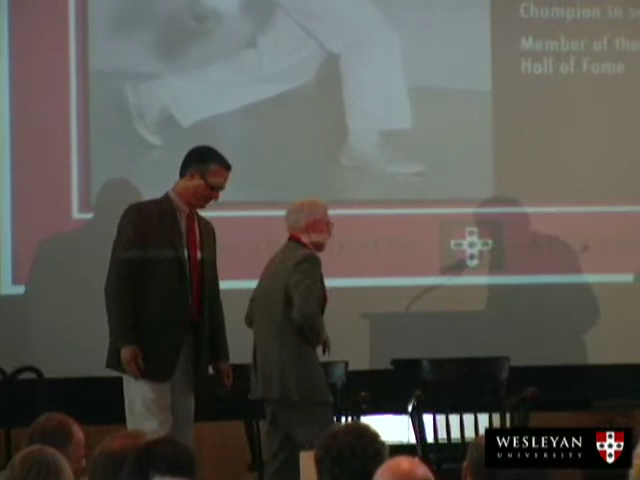 Champion in
Member of the
Hall of Fame
WESLEYAN
UNIVERSITY